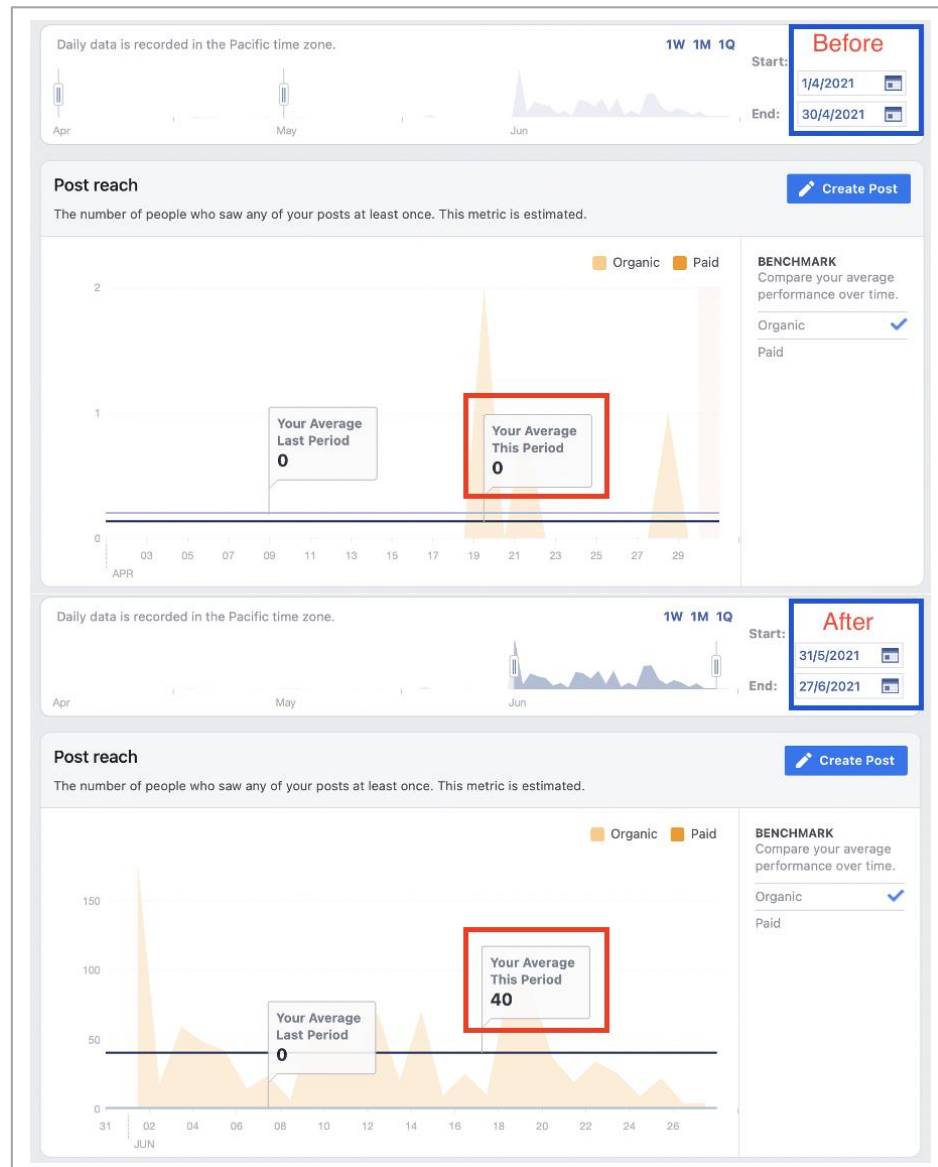 Daily data is recorded in the Pacific time zone.
1W 1M 1Q
Before
Start:
1/4/2021
End:
30/4/2021
Apr
May
Jun
Post reach
Create Post
The number of people who saw any of your posts at least once. This metric is estimated.
Organic
Paid
BENCHMARK
Compare your average
performance over time.
Organic
Paid
2
1
0
Your Average
Last Period
0
Your Average
This Period
0
03 05 07 09 11 13 15 17 19 21 23 25 27 29
APR
Daily data is recorded in the Pacific time zone.
1W 1M 1Q
After
Start:
31/5/2021
End:
27/6/2021
Apr
May
Jun
Post reach
Create Post
The number of people who saw any of your posts at least once. This metric is estimated.
Organic
Paid
BENCHMARK
Compare your average
performance over time.
Organic
Paid
150
100
50
0
Your Average
Last Period
0
Your Average
This Period
40
31 02 04 06 08 10 12 14 16 18 20 22 24 26
JUN